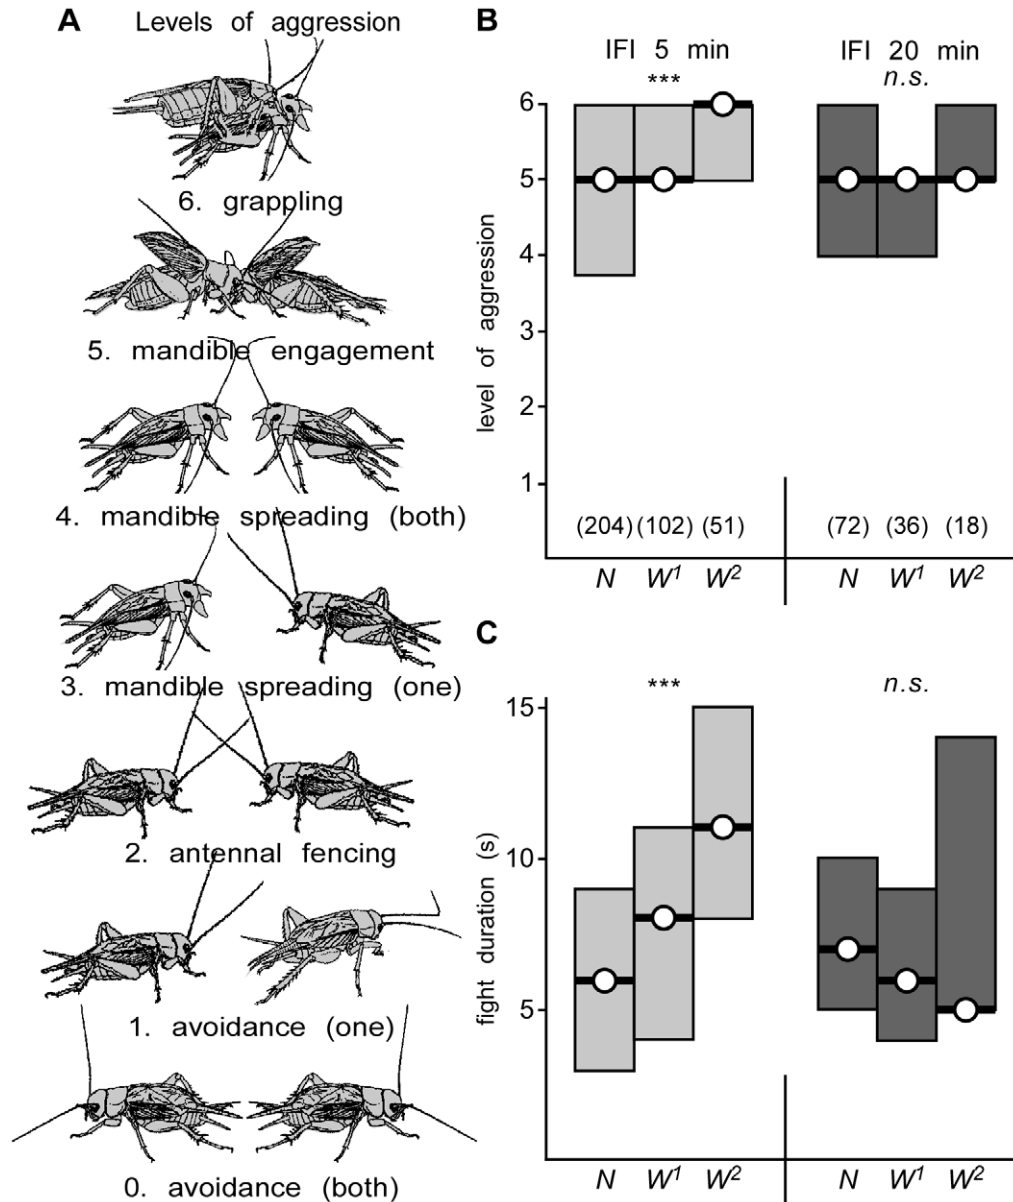 A Levels of aggression
6. grappling
5. mandible engagement
4. mandible spreading (both)
3. mandible spreading (one)
2. antennal fencing
1. avoidance (one)
0. avoidance (both)
B
IFI 5 min IFI 20 min
*** n.s.
level of aggression
6
5
4
3
2
1
(204) (102) (51) (72) (36) (18)
N W¹ W² N W¹ W²
C
*** n.s.
fight duration (s)
15
10
5
N W¹ W² N W¹ W²